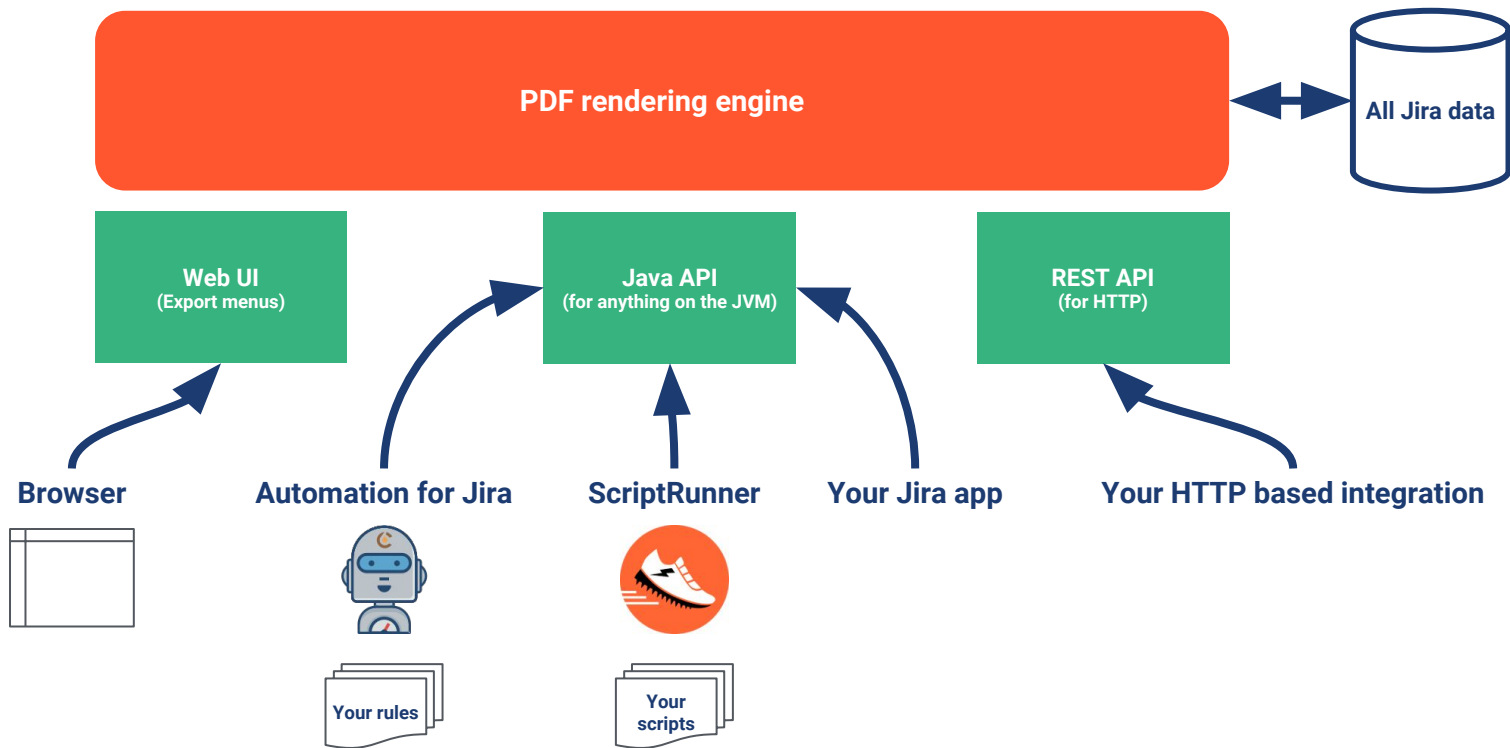 PDF rendering engine
All Jira data
Web UI
(Export menus)
Java API
(for anything on the JVM)
REST API
(for HTTP)
Browser
Automation for Jira
ScriptRunner
Your Jira app
Your HTTP based integration
Your rules
Your
scripts